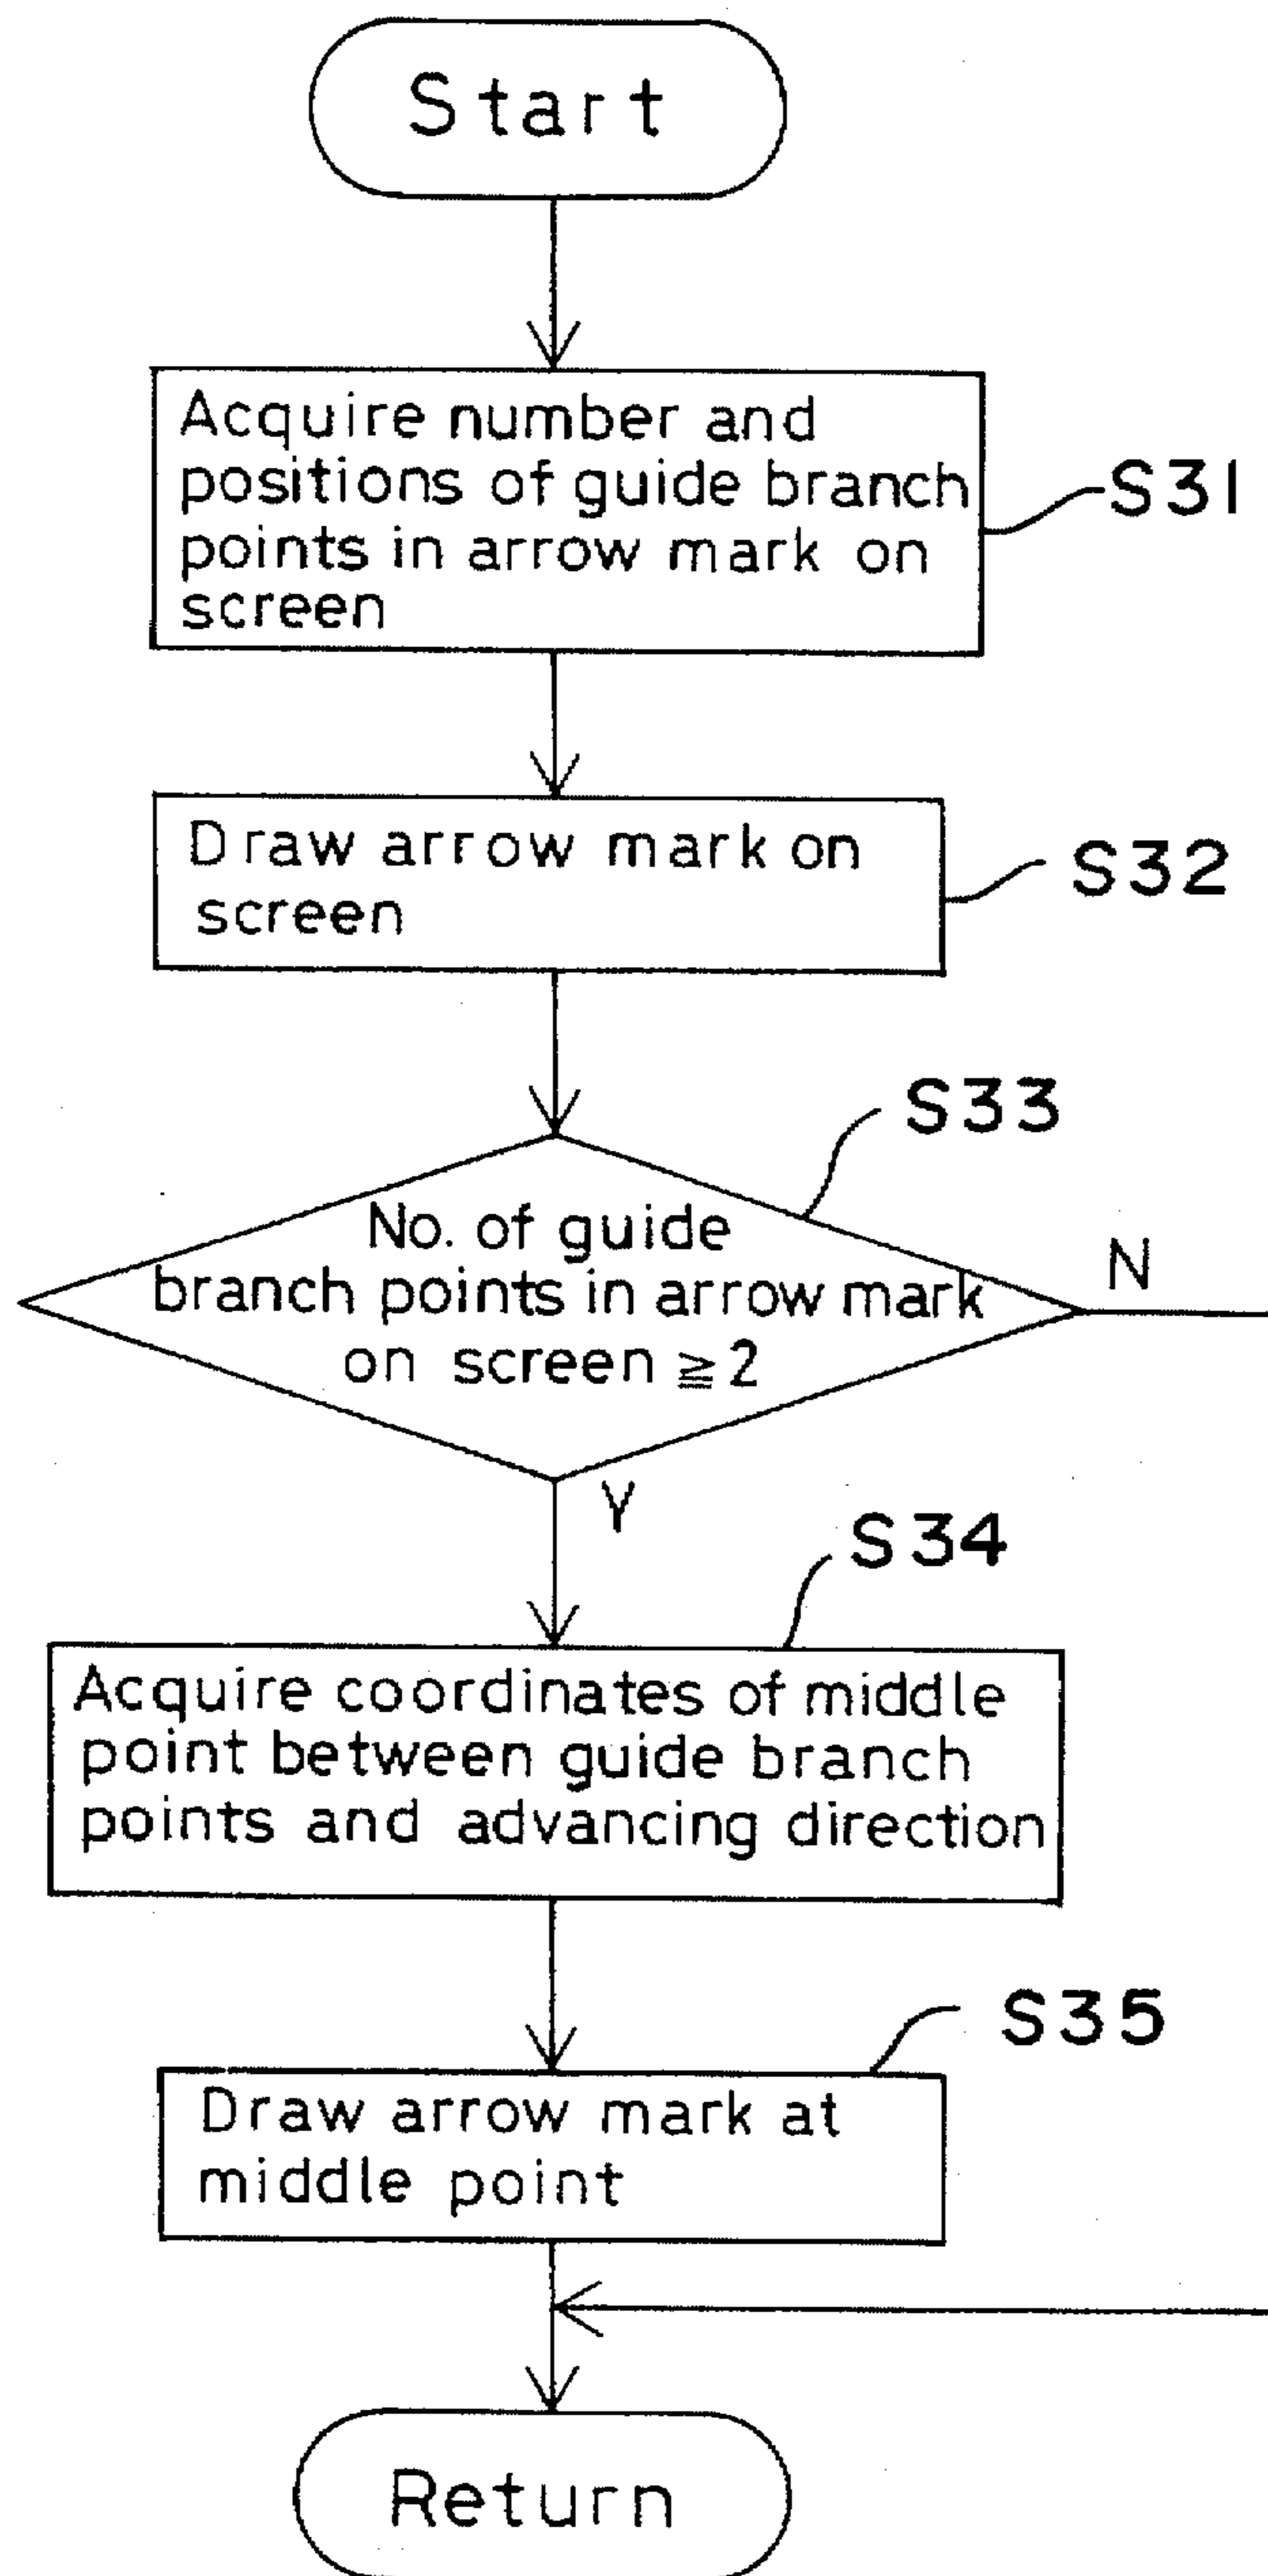 Start
Acquire number and
positions of guide branch
points in arrow mark on
screen
S31
Draw arrow mark on
screen
S32
S33
No. of guide
branch points in arrow mark
on screen ≧2
N
Y
S34
Acquire coordinates of middle
point between guide branch
points and advancing direction
S35
Draw arrow mark at
middle point
Return